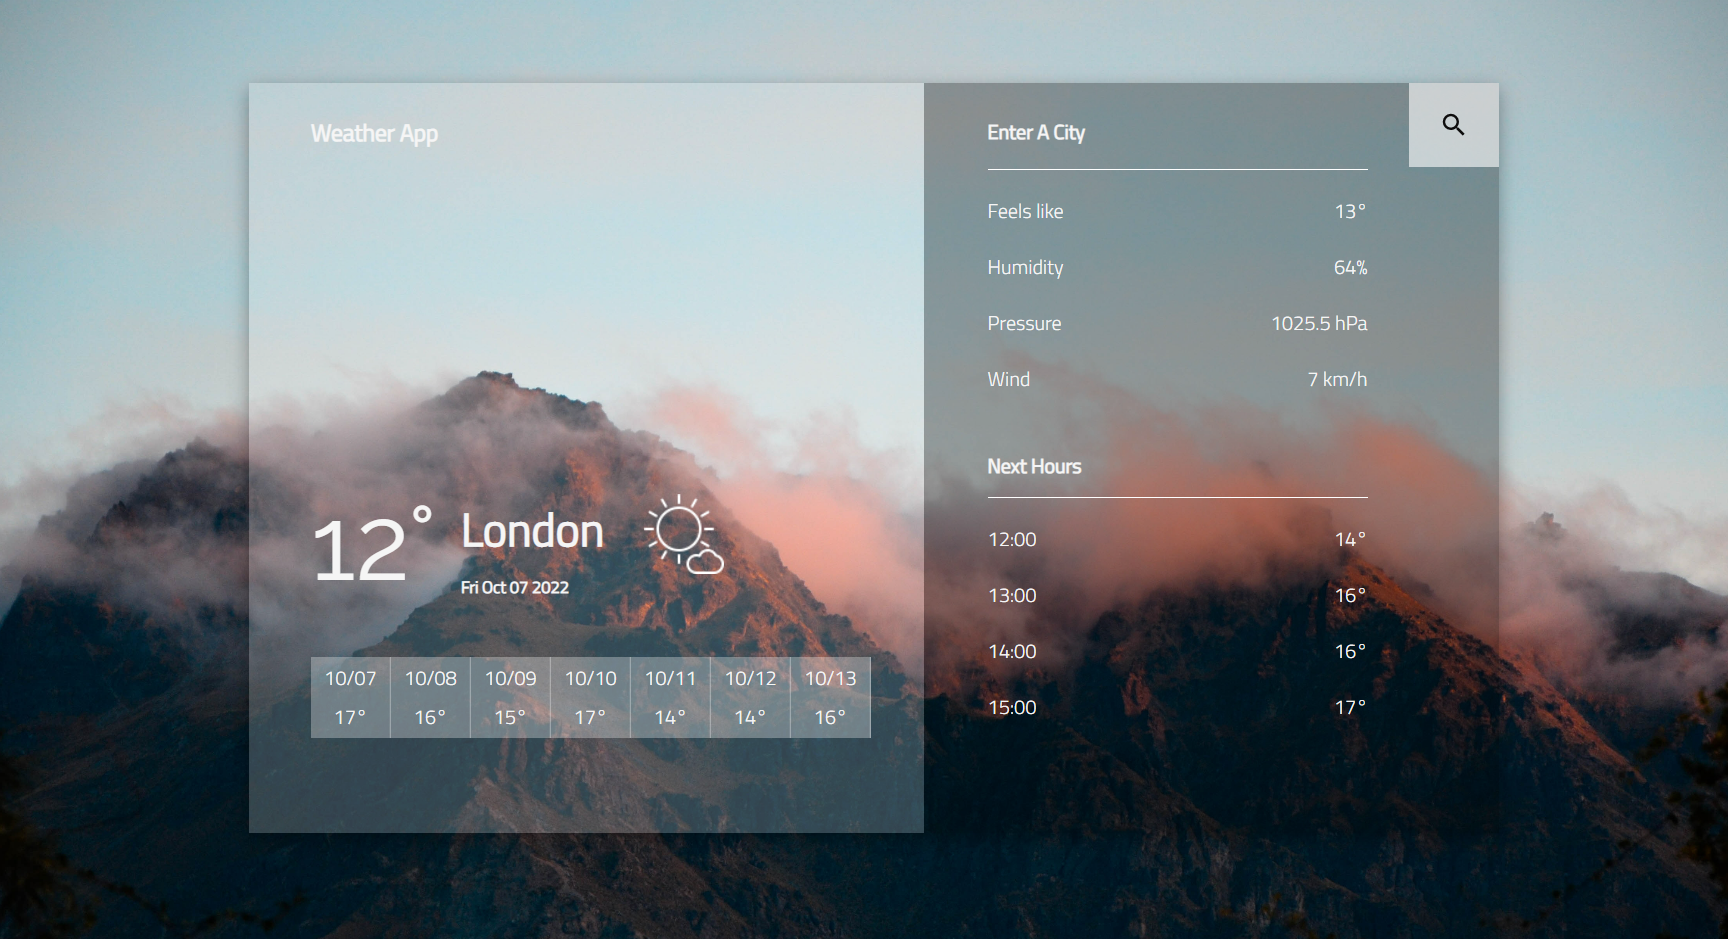 Weather App
12°
London
Fri Oct 07 2022
10/07 10/08 10/09 10/10 10/11 10/12 10/13
17° 16° 15° 17° 14° 14° 16°
Enter A City
Feels like 13°
Humidity 64%
Pressure 1025.5 hPa
Wind 7 km/h
Next Hours
12:00 14°
13:00 16°
14:00 16°
15:00 17°